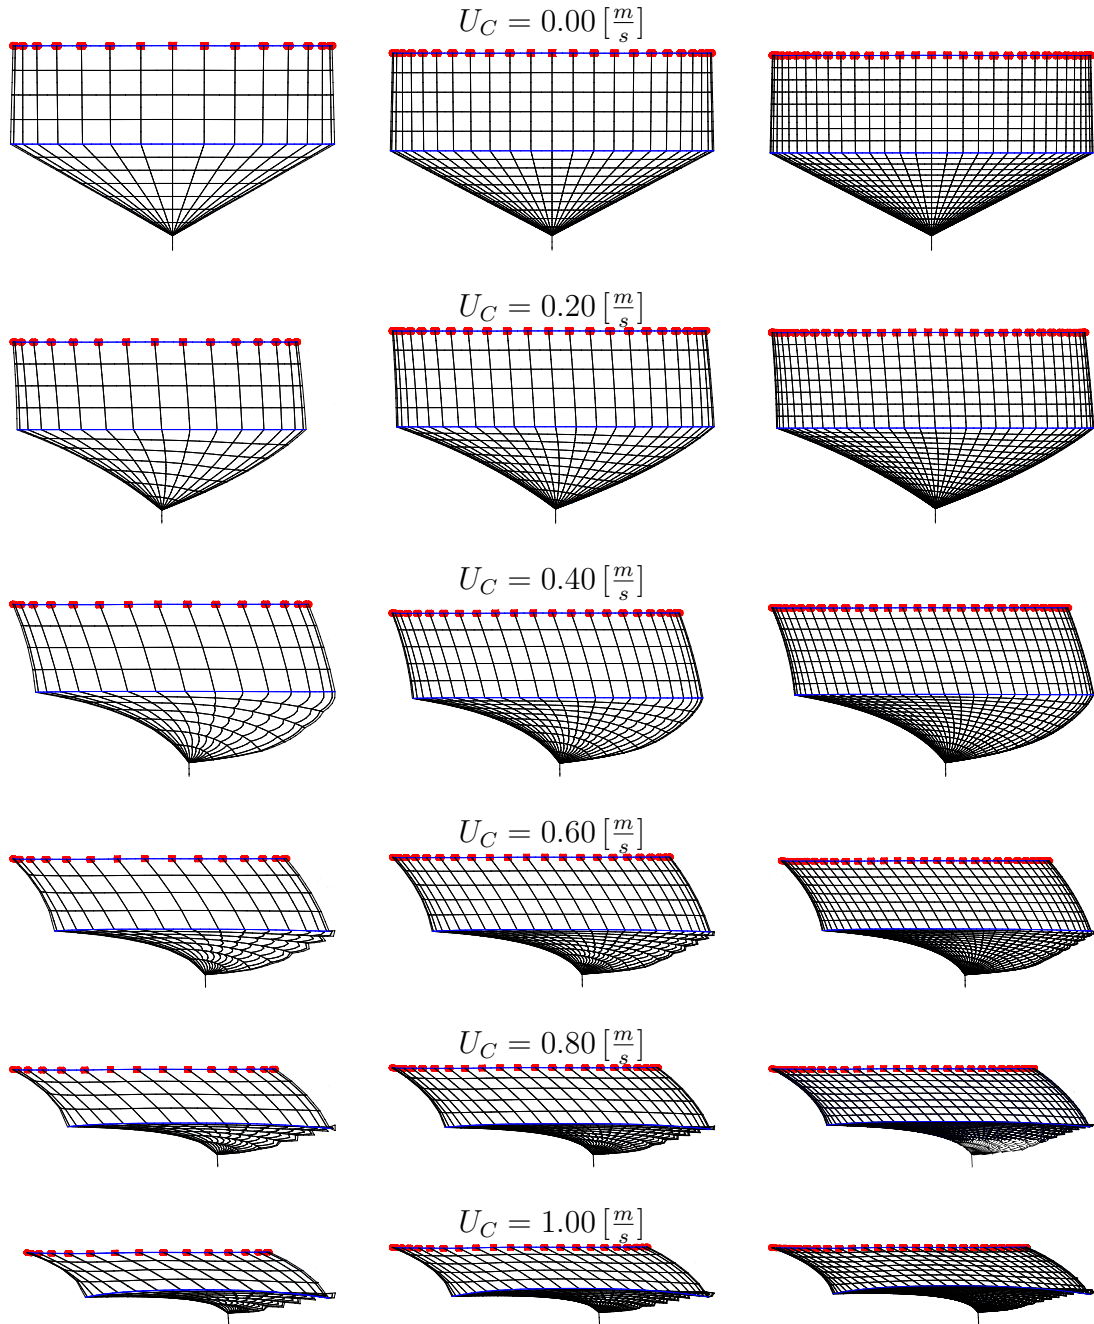 U_C = 0.00 [m/s]
U_C = 0.20 [m/s]
U_C = 0.40 [m/s]
U_C = 0.60 [m/s]
U_C = 0.80 [m/s]
U_C = 1.00 [m/s]